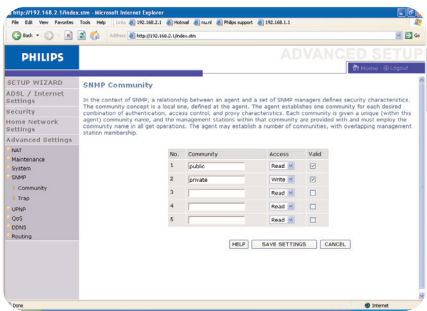 http://192.168.2.1/index.stm - Microsoft Internet Explorer
File Edit View Favorites Tools Help Links 192.168.2.1 Hotmail nu.nl Philips support 192.168.1.1
Back Address http://192.168.2.1/index.stm Go
ADVANCED SETUP
PHILIPS
Home Logout
SETUP WIZARD
ADSL / Internet Settings
Security
Home Network Settings
Advanced Settings
NAT
Maintenance
System
SNMP
Community
Trap
UPNP
QoS
DDNS
Routing
SNMP Community
In the context of SNMP, a relationship between an agent and a set of SNMP managers defines security characteristics.
The community concept is a local one, defined at the agent. The agent establishes one community for each desired
combination of authentication, access control, and proxy characteristics. Each community is given a unique (within this
agent) community name, and the management stations within that community are provided with and must employ the
community name in all get operations. The agent may establish a number of communities, with overlapping management
station membership.
No. Community Access Valid
1 public Read
2 private Write
3 Read
4 Read
5 Read
HELP SAVE SETTINGS CANCEL
Done Internet